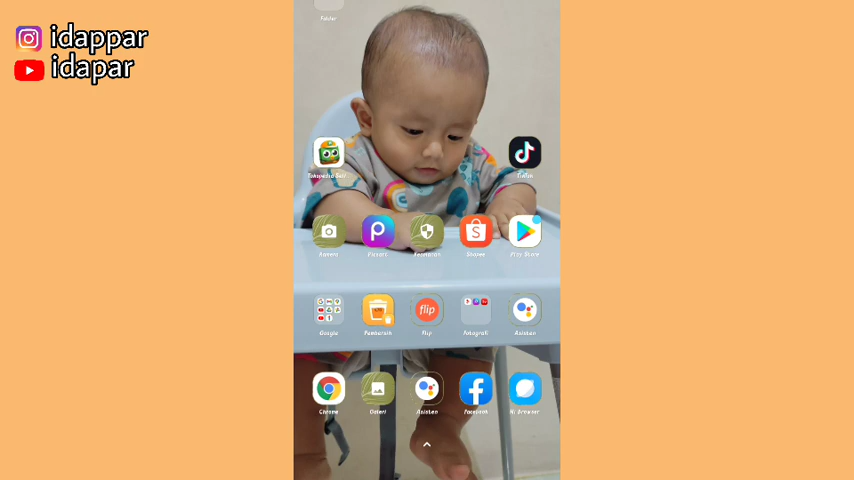 idappar
idapar
Folder
Tokopedia Seller
TikTok
Kamera
Picsart
Keamanan
Shopee
Play Store
flip
Google
Pembersih
Flip
Fotografi
Asisten
Chrome
Galeri
Asisten
Facebook
Mi Browser